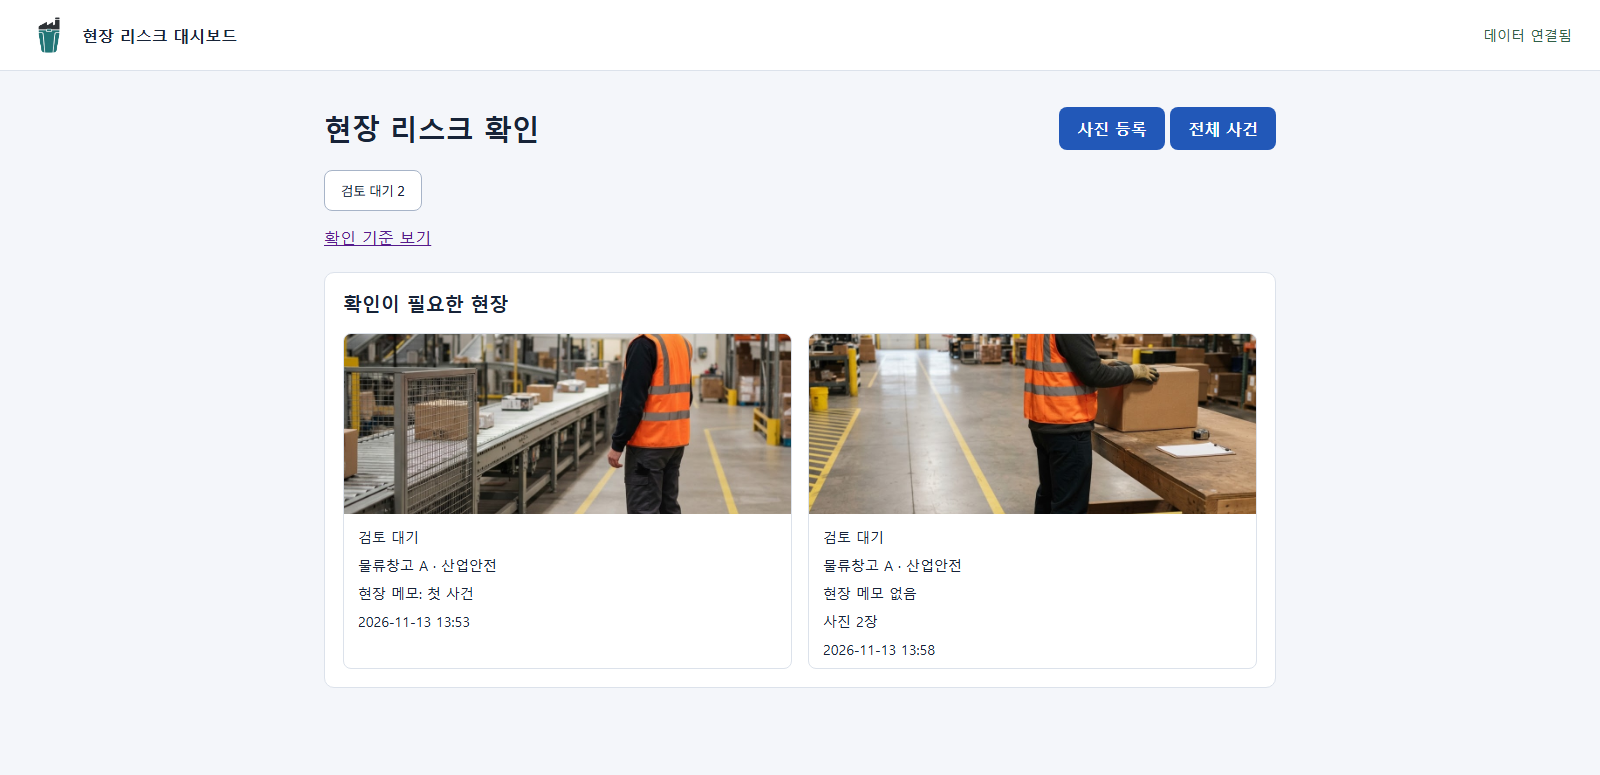 현장 리스크 대시보드
데이터 연결됨
현장 리스크 확인
사진 등록
전체 사건
검토 대기 2
확인 기준 보기
확인이 필요한 현장
검토 대기
물류창고 A · 산업안전
현장 메모: 첫 사건
2026-11-13 13:53
검토 대기
물류창고 A · 산업안전
현장 메모 없음
사진 2장
2026-11-13 13:58